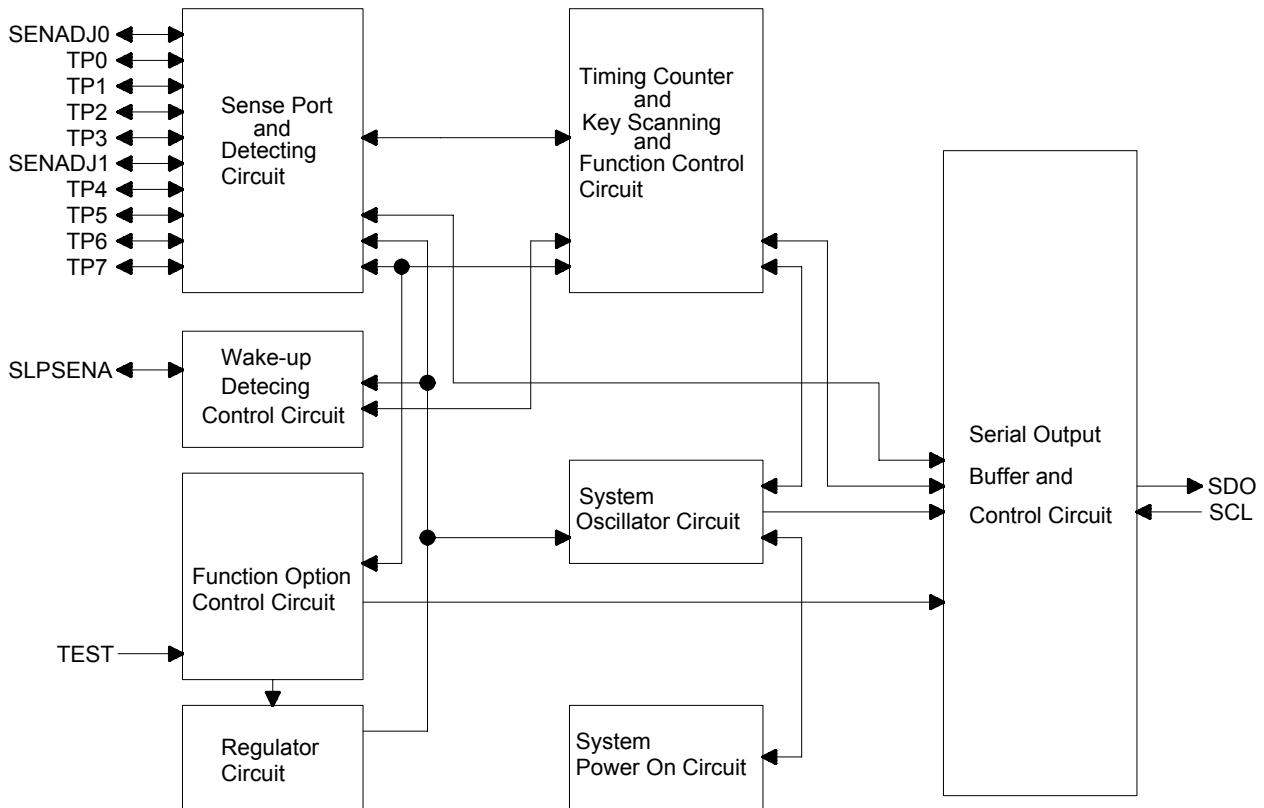 SENADJ0
TP0
TP1
TP2
TP3
SENADJ1
TP4
TP5
TP6
TP7
Sense Port
and
Detecting
Circuit
Timing Counter
and
Key Scanning
and
Function Control
Circuit
SLPSENA
Wake-up
Detecing
Control Circuit
Serial Output
Buffer and
Control Circuit
SDO
SCL
System
Oscillator Circuit
Function Option
Control Circuit
TEST
Regulator
Circuit
System
Power On Circuit